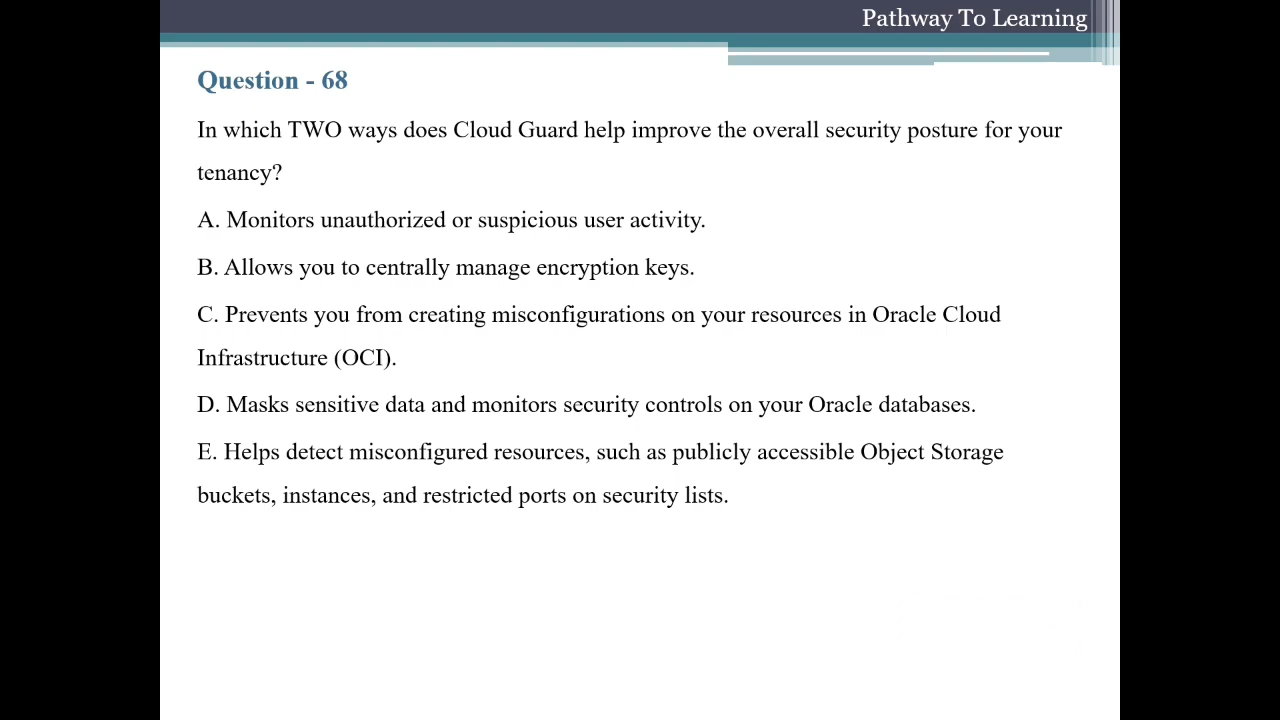 Pathway To Learning
Question - 68
In which TWO ways does Cloud Guard help improve the overall security posture for your
tenancy?
A. Monitors unauthorized or suspicious user activity.
B. Allows you to centrally manage encryption keys.
C. Prevents you from creating misconfigurations on your resources in Oracle Cloud
Infrastructure (OCI).
D. Masks sensitive data and monitors security controls on your Oracle databases.
E. Helps detect misconfigured resources, such as publicly accessible Object Storage
buckets, instances, and restricted ports on security lists.